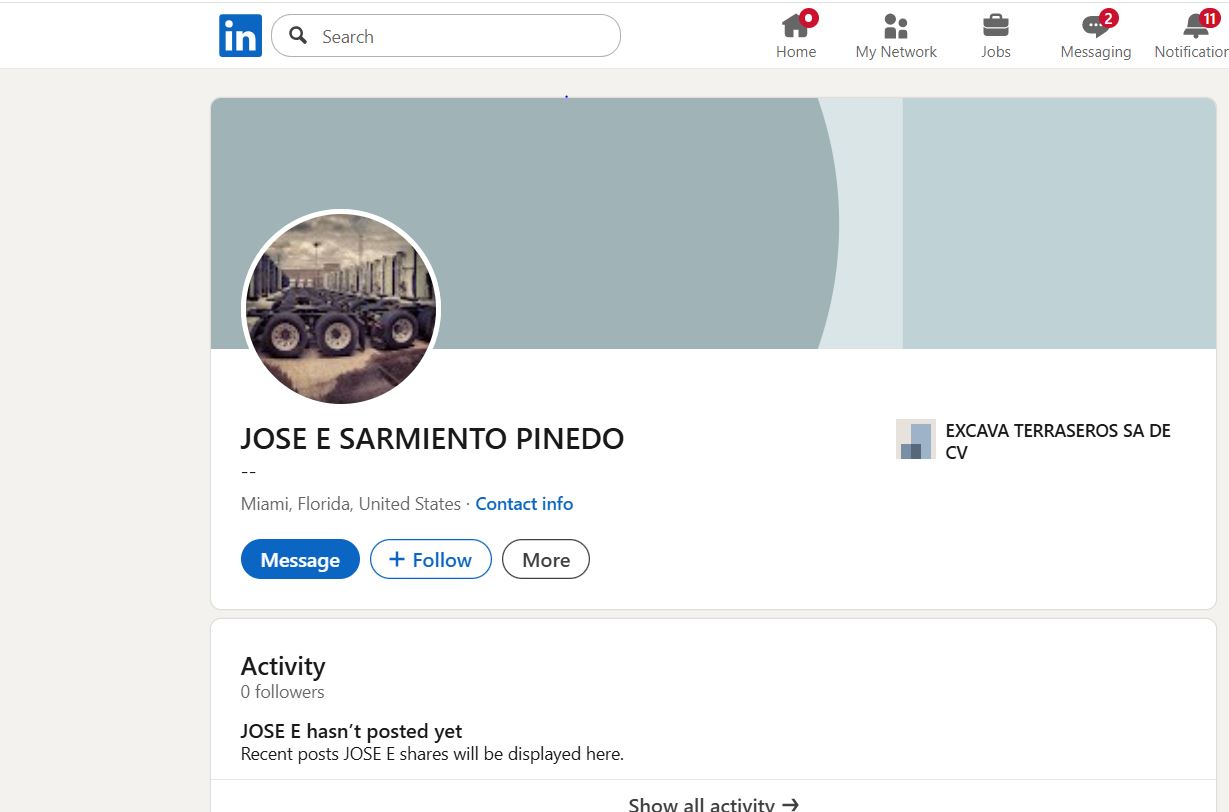 in Search
Home
My Network
Jobs
2
Messaging
11
Notification
JOSE E SARMIENTO PINEDO
--
Miami, Florida, United States · Contact info
Message
+ Follow
More
EXCAVA TERRASEROS SA DE
CV
Activity
0 followers
JOSE E hasn’t posted yet
Recent posts JOSE E shares will be displayed here.
Show all activity →